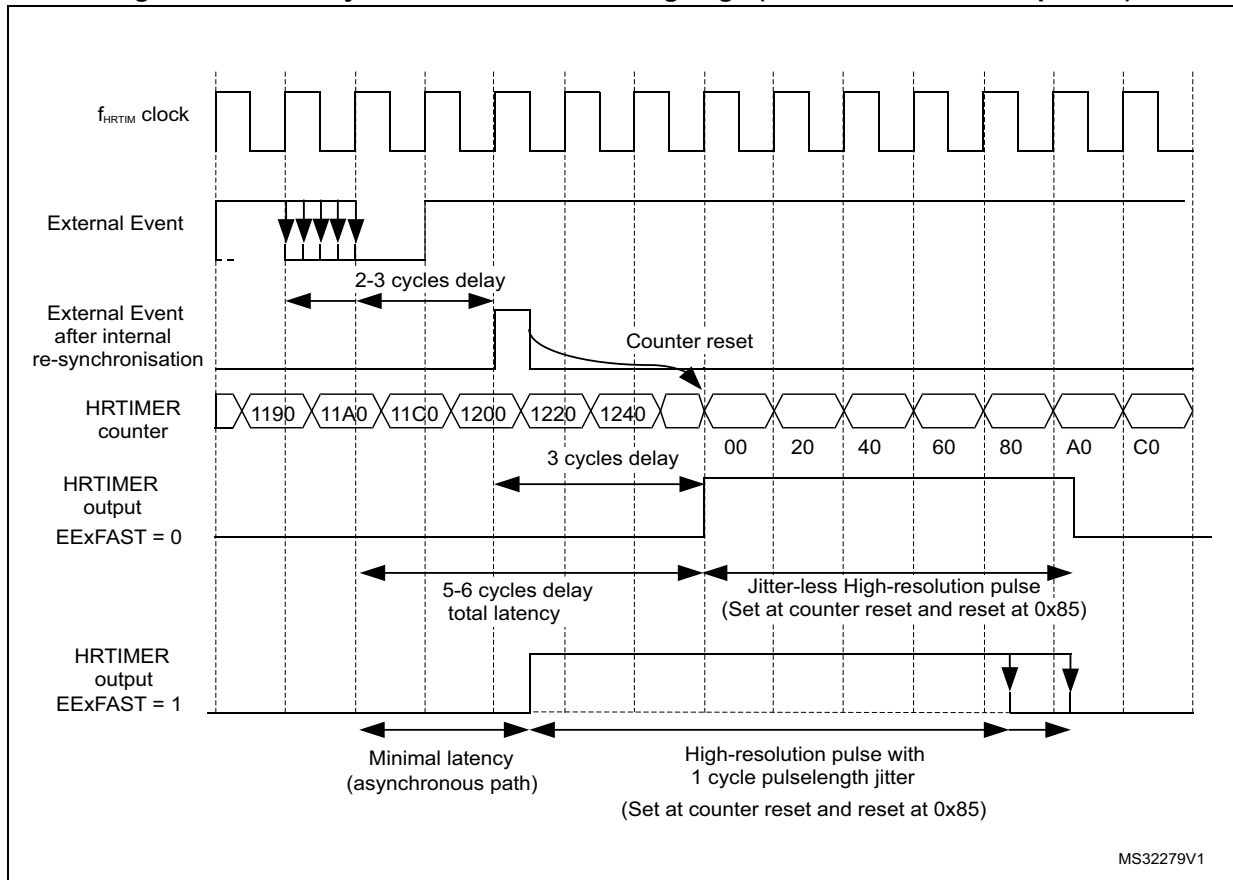 f_HRTIM clock
External Event
2-3 cycles delay
External Event
after internal
re-synchronisation
Counter reset
HRTIMER
counter
1190 11A0 11C0 1200 1220 1240
00 20 40 60 80 A0 C0
3 cycles delay
HRTIMER
output
EExFAST = 0
5-6 cycles delay
total latency
Jitter-less High-resolution pulse
(Set at counter reset and reset at 0x85)
HRTIMER
output
EExFAST = 1
Minimal latency
(asynchronous path)
High-resolution pulse with
1 cycle pulselength jitter
(Set at counter reset and reset at 0x85)
MS32279V1